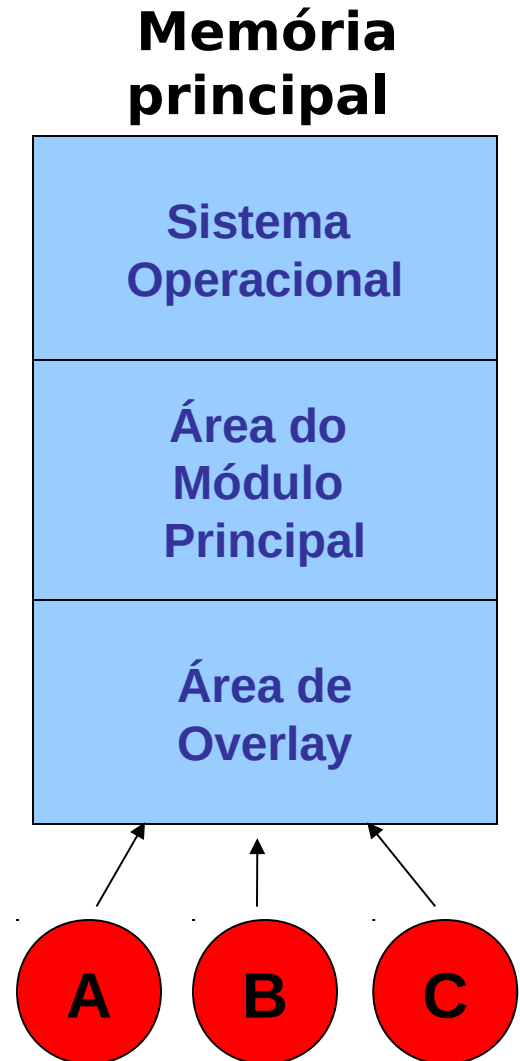 Memória
principal
Sistema
Operacional
Área do
Módulo
Principal
Área de
Overlay
A B C